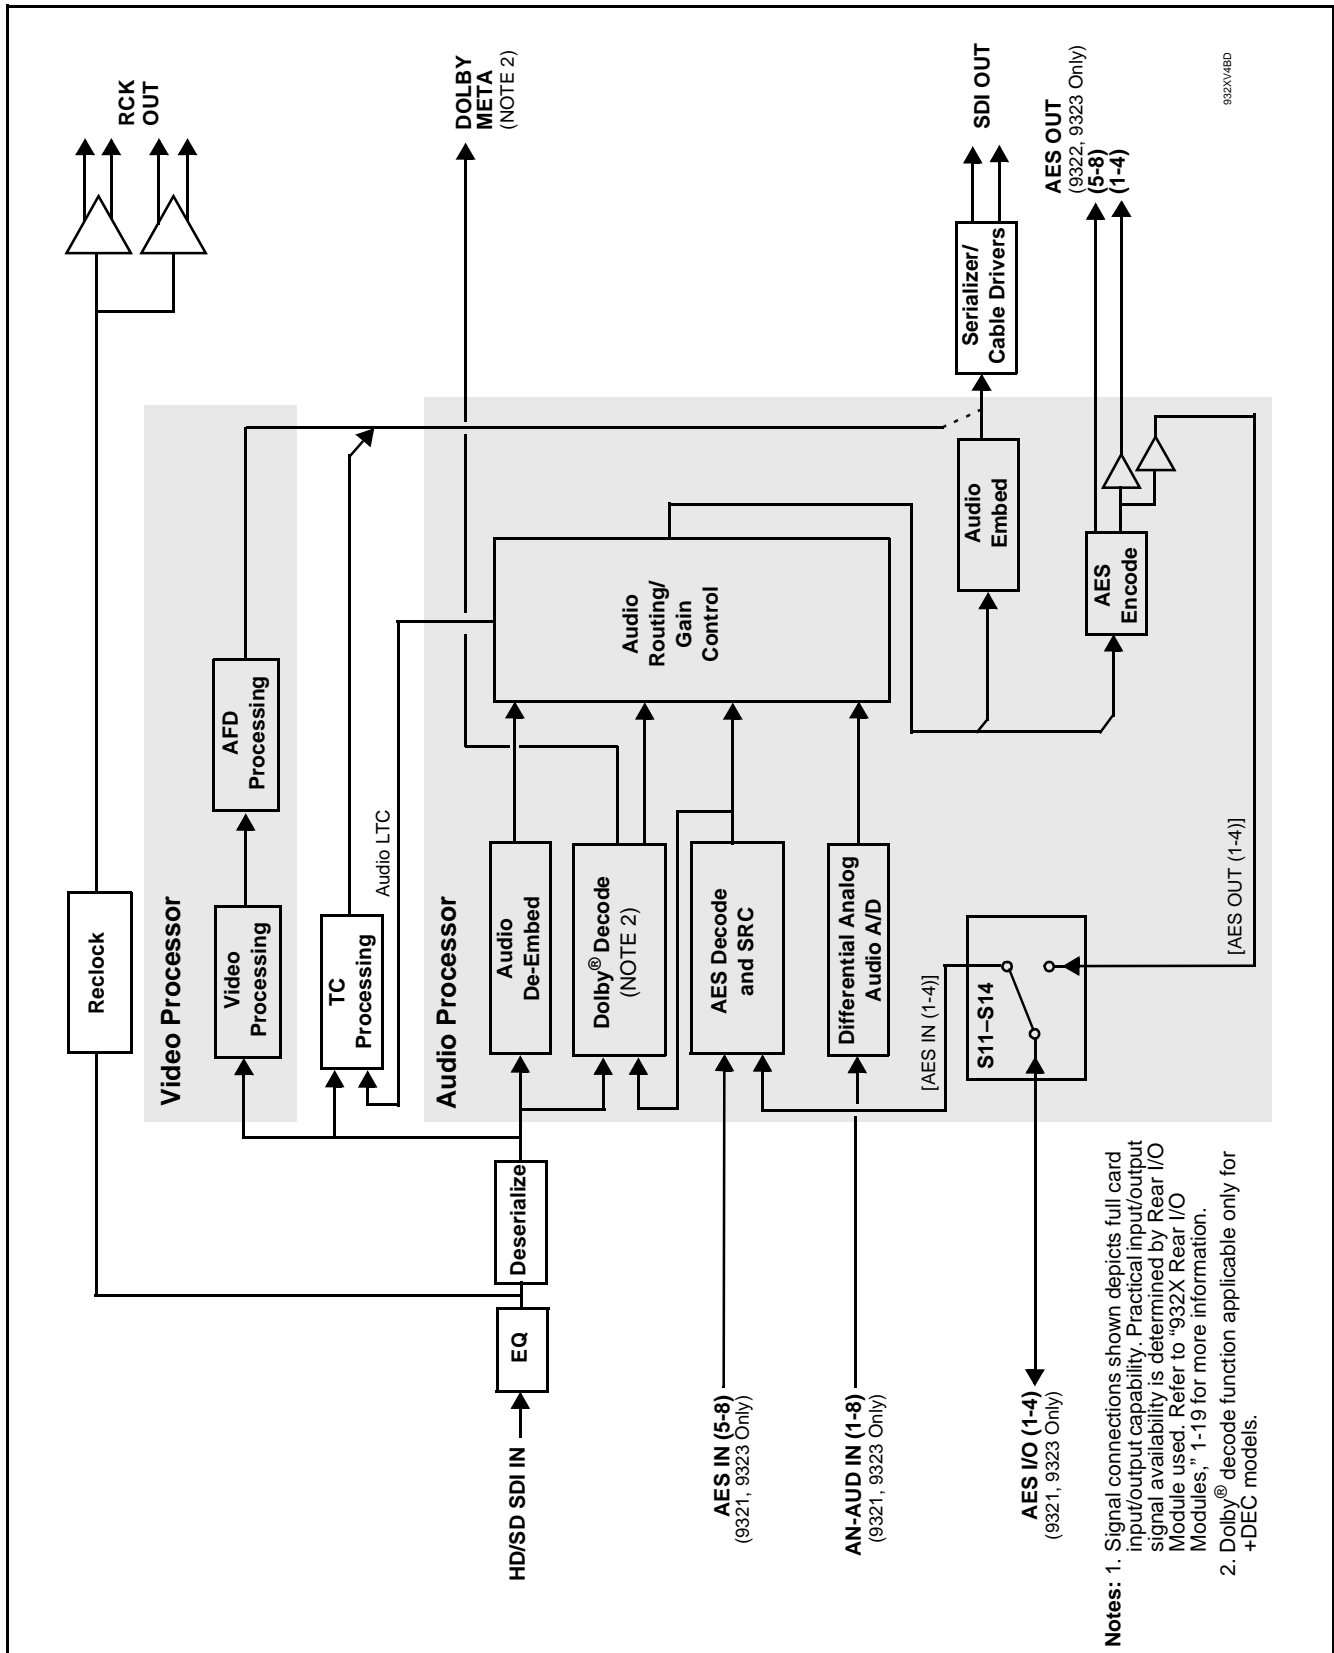 HD/SD SDI IN
EQ
Deserialize
Reclock
RCK
OUT
Video Processor
Video
Processing
AFD
Processing
TC
Processing
Audio LTC
Audio Processor
Audio
De-Embed
Dolby® Decode
(NOTE 2)
AES Decode
and SRC
Differential Analog
Audio A/D
Audio
Routing/
Gain
Control
DOLBY
META
(NOTE 2)
Audio
Embed
Serializer/
Cable Drivers
SDI OUT
AES
Encode
AES OUT
(9322, 9323 Only)
(5-8)
(1-4)
AES IN (5-8)
(9321, 9323 Only)
AN-AUD IN (1-8)
(9321, 9323 Only)
AES I/O (1-4)
(9321, 9323 Only)
[AES IN (1-4)]
S11–S14
[AES OUT (1-4)]
Notes: 1. Signal connections shown depicts full card
input/output capability. Practical input/output
signal availability is determined by Rear I/O
Module used. Refer to “932X Rear I/O
Modules,” 1-19 for more information.
2. Dolby® decode function applicable only for
+DEC models.
932XV4BD